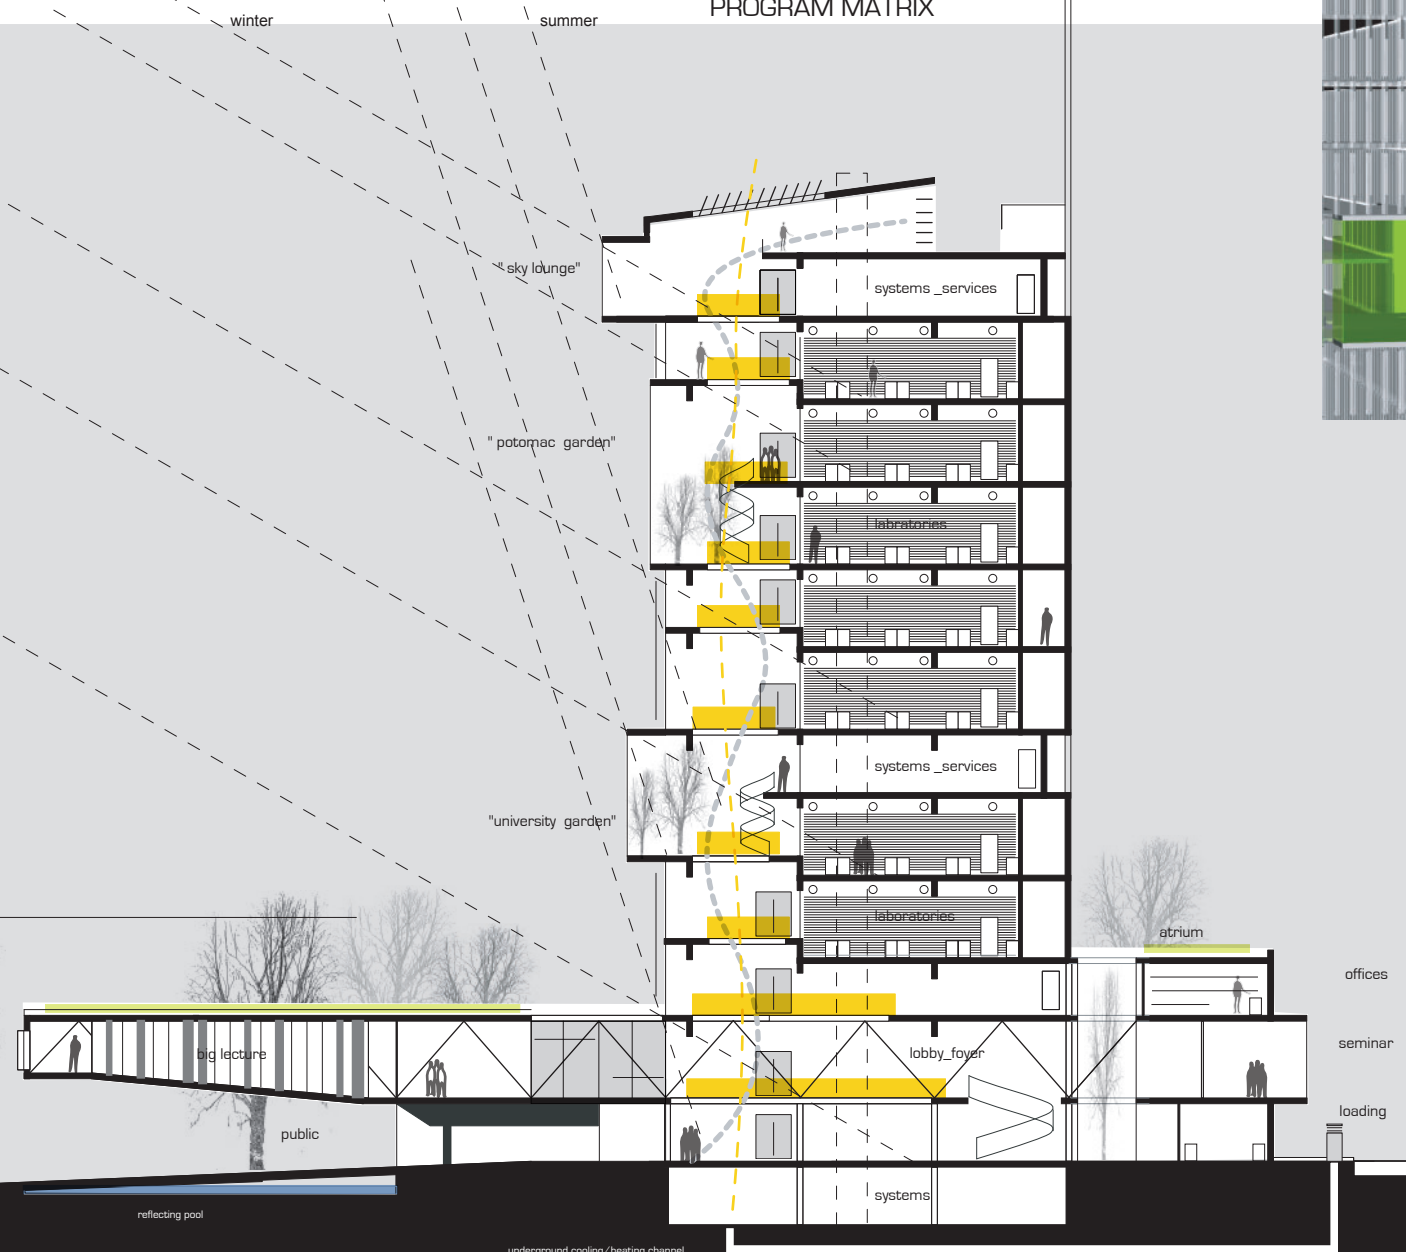 PROGRAM MATRIX
winter
summer
" sky lounge"
systems _services
" potomac garden"
labratories
systems _services
"university garden"
laboratories
atrium
offices
big lecture
lobby_foyer
seminar
loading
public
systems
reflecting pool
underground cooling/heating channel